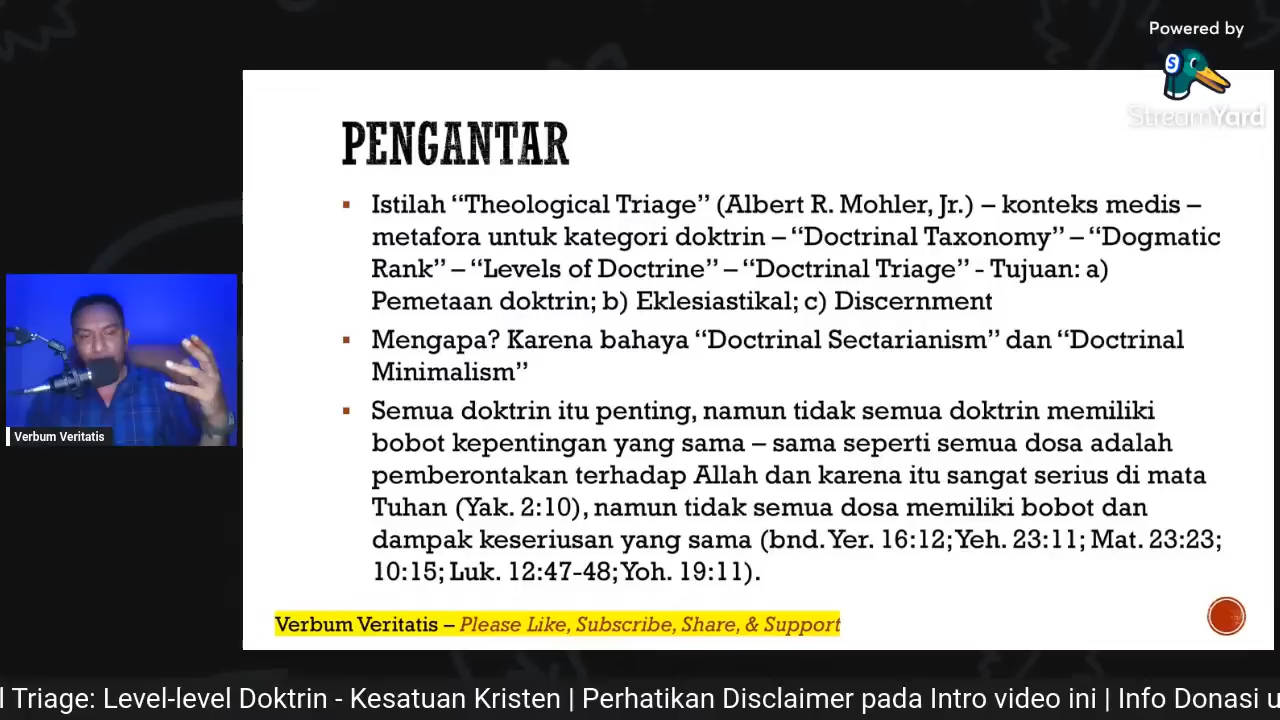 Powered by
StreamYard
PENGANTAR
▪ Istilah “Theological Triage” (Albert R. Mohler, Jr.) – konteks medis –
metafora untuk kategori doktrin – “Doctrinal Taxonomy” – “Dogmatic
Rank” – “Levels of Doctrine” – “Doctrinal Triage” - Tujuan: a)
Pemetaan doktrin; b) Eklesiastikal; c) Discernment
▪ Mengapa? Karena bahaya “Doctrinal Sectarianism” dan “Doctrinal
Minimalism”
▪ Semua doktrin itu penting, namun tidak semua doktrin memiliki
bobot kepentingan yang sama – sama seperti semua dosa adalah
pemberontakan terhadap Allah dan karena itu sangat serius di mata
Tuhan (Yak. 2:10), namun tidak semua dosa memiliki bobot dan
dampak keseriusan yang sama (bnd. Yer. 16:12; Yeh. 23:11; Mat. 23:23;
10:15; Luk. 12:47-48; Yoh. 19:11).
Verbum Veritatis
Verbum Veritatis – Please Like, Subscribe, Share, & Support
l Triage: Level-level Doktrin - Kesatuan Kristen | Perhatikan Disclaimer pada Intro video ini | Info Donasi u